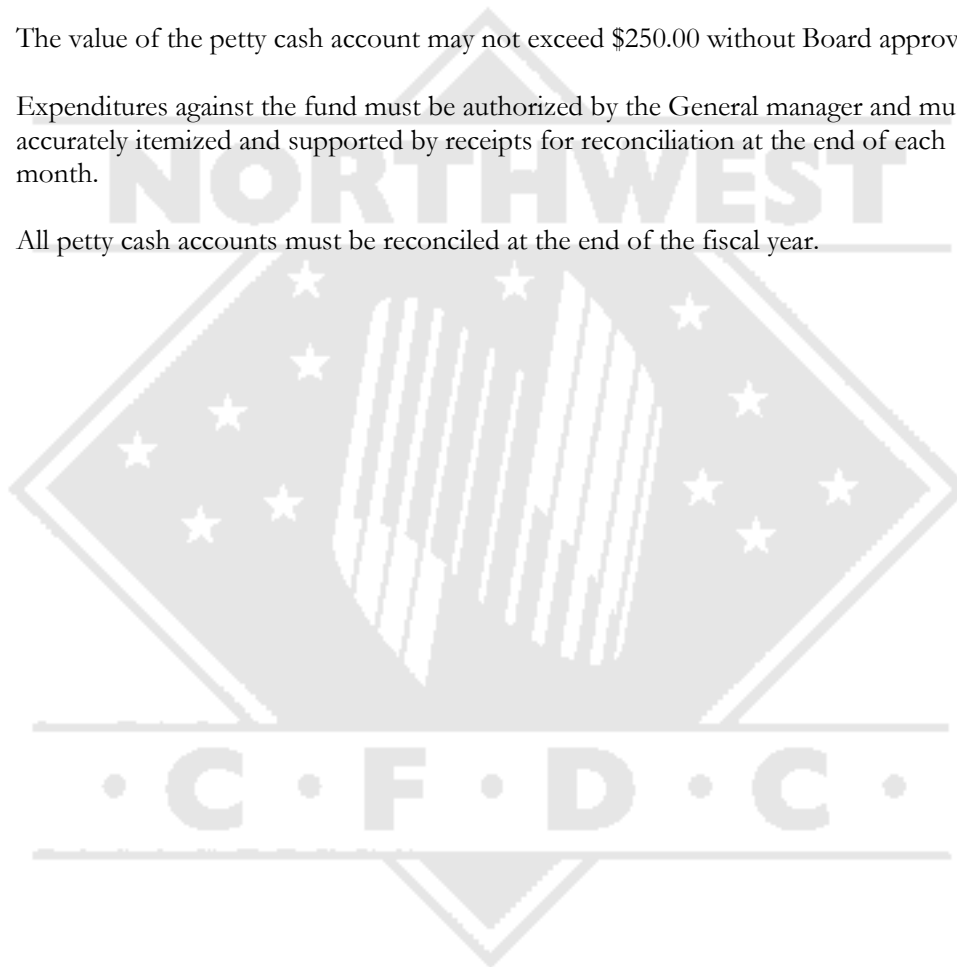 The value of the petty cash account may not exceed $250.00 without Board approv
Expenditures against the fund must be authorized by the General manager and mu
accurately itemized and supported by receipts for reconciliation at the end of each
month.
NORTHWEST
All petty cash accounts must be reconciled at the end of the fiscal year.
• C • F • D • C •